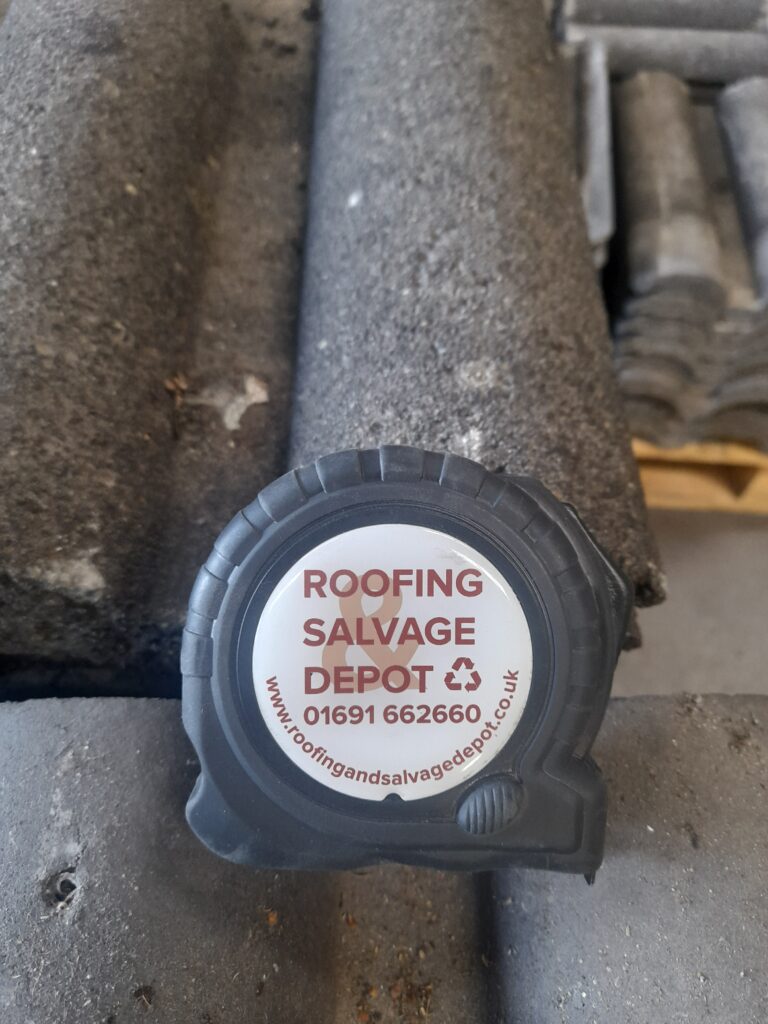 ROOFING
&
SALVAGE
DEPOT
01691 662660
www.roofingandsalvagedepot.co.uk